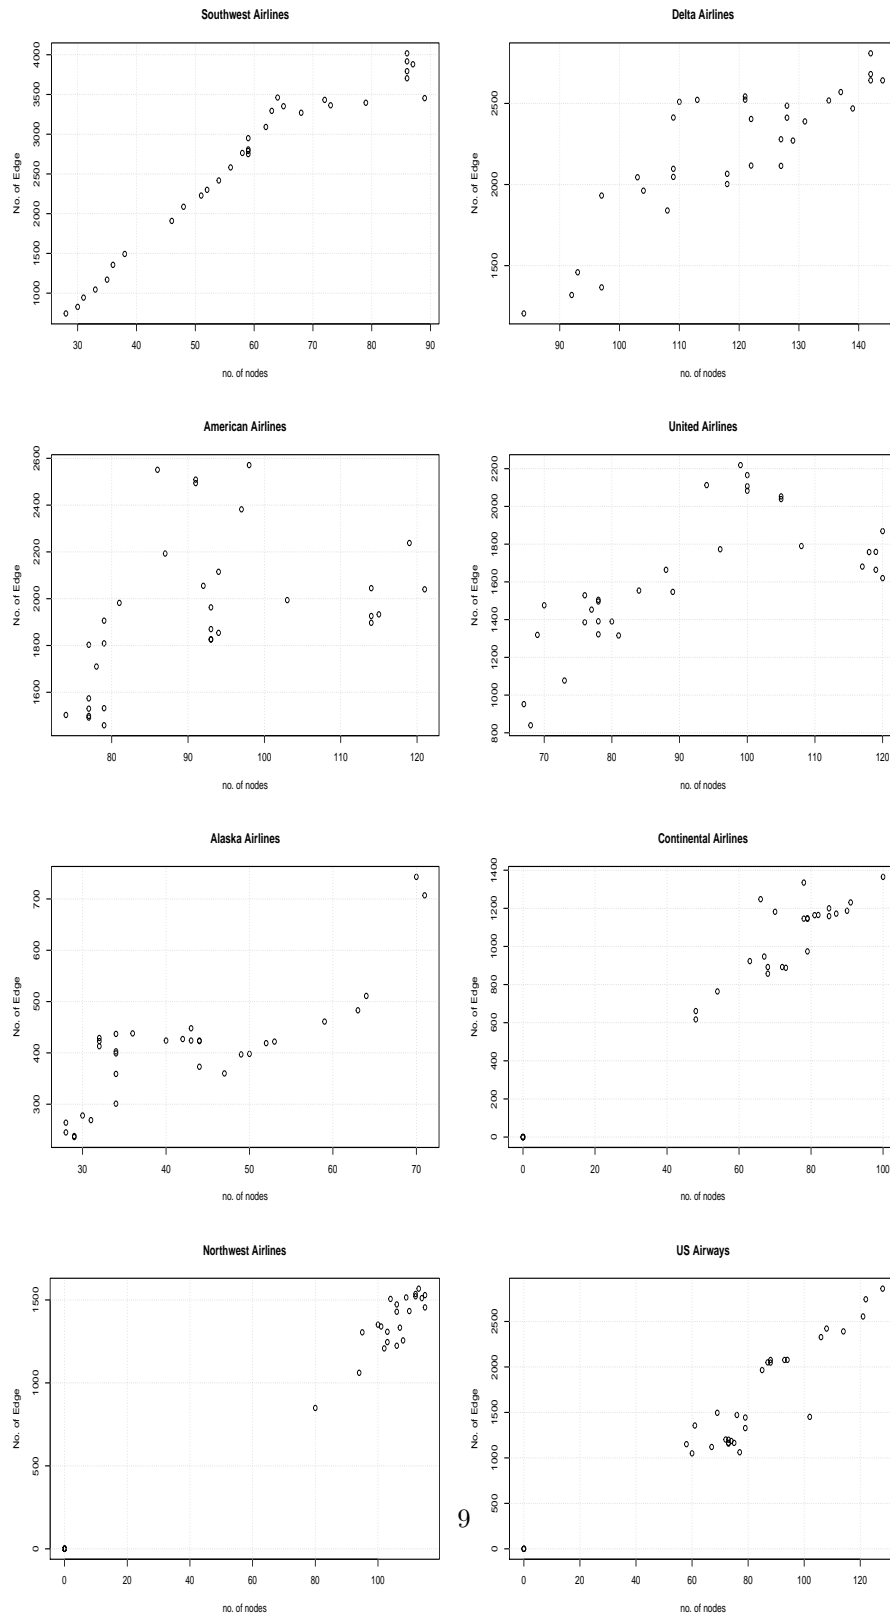 Southwest Airlines
No. of Edge
1000 1500 2000 2500 3000 3500 4000
30 40 50 60 70 80 90
no. of nodes
Delta Airlines
No. of Edge
1500 2000 2500
90 100 110 120 130 140
no. of nodes
American Airlines
No. of Edge
1600 1800 2000 2200 2400 2600
80 90 100 110 120
no. of nodes
United Airlines
No. of Edge
800 1000 1200 1400 1600 1800 2000 2200
70 80 90 100 110 120
no. of nodes
Alaska Airlines
No. of Edge
300 400 500 600 700
30 40 50 60 70
no. of nodes
Continental Airlines
No. of Edge
0 200 400 600 800 1000 1200 1400
0 20 40 60 80 100
no. of nodes
Northwest Airlines
No. of Edge
0 500 1000 1500
0 20 40 60 80 100
no. of nodes
US Airways
No. of Edge
0 500 1000 1500 2000 2500
0 20 40 60 80 100 120
no. of nodes
9